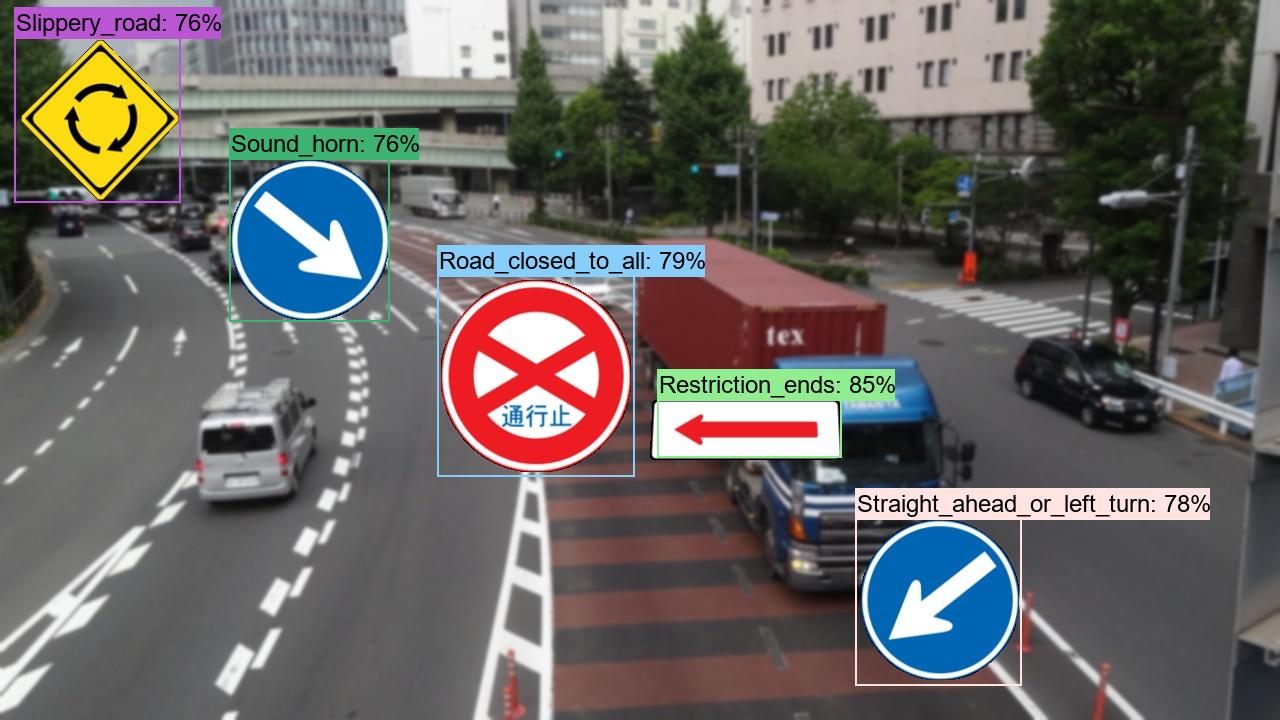 Slippery_road: 76%
Sound_horn: 76%
Road_closed_to_all: 79%
通行止
tex
Restriction_ends: 85%
Straight_ahead_or_left_turn: 78%